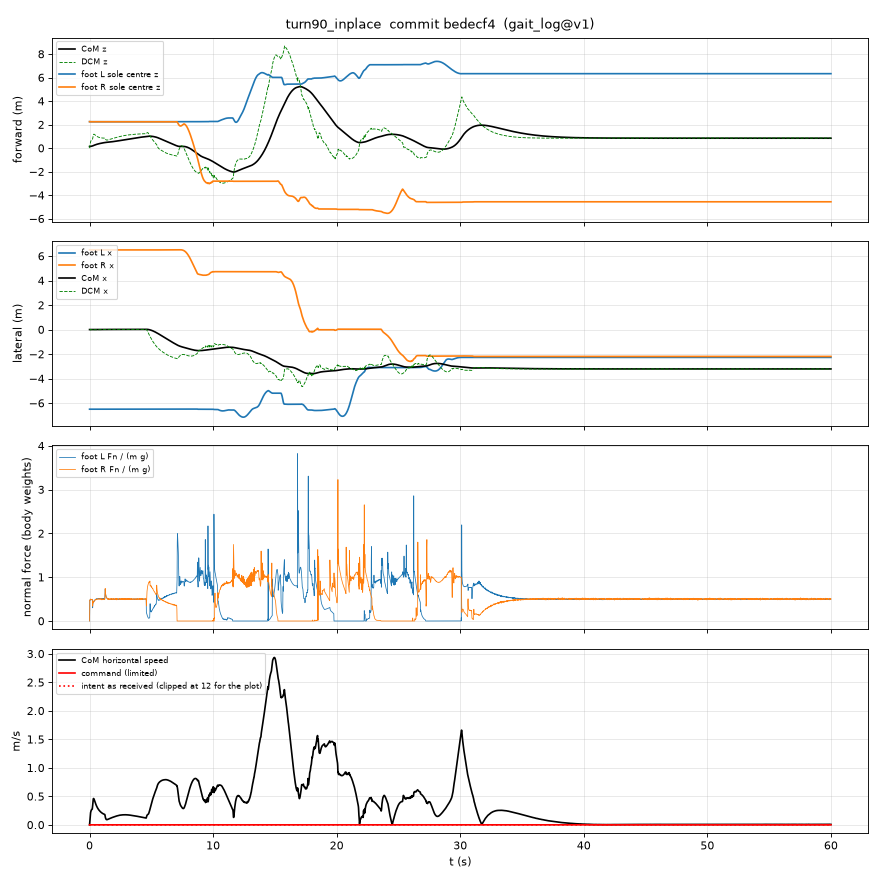 turn90_inplace  commit bedecf4  (gait_log@v1)
CoM z
DCM z
foot L sole centre z
foot R sole centre z
forward (m)
8
6
4
2
0
−2
−4
−6
foot L x
foot R x
CoM x
DCM x
lateral (m)
6
4
2
0
−2
−4
−6
foot L Fn / (m g)
foot R Fn / (m g)
normal force (body weights)
4
3
2
1
0
CoM horizontal speed
command (limited)
intent as received (clipped at 12 for the plot)
m/s
3.0
2.5
2.0
1.5
1.0
0.5
0.0
0 10 20 30 40 50 60
t (s)